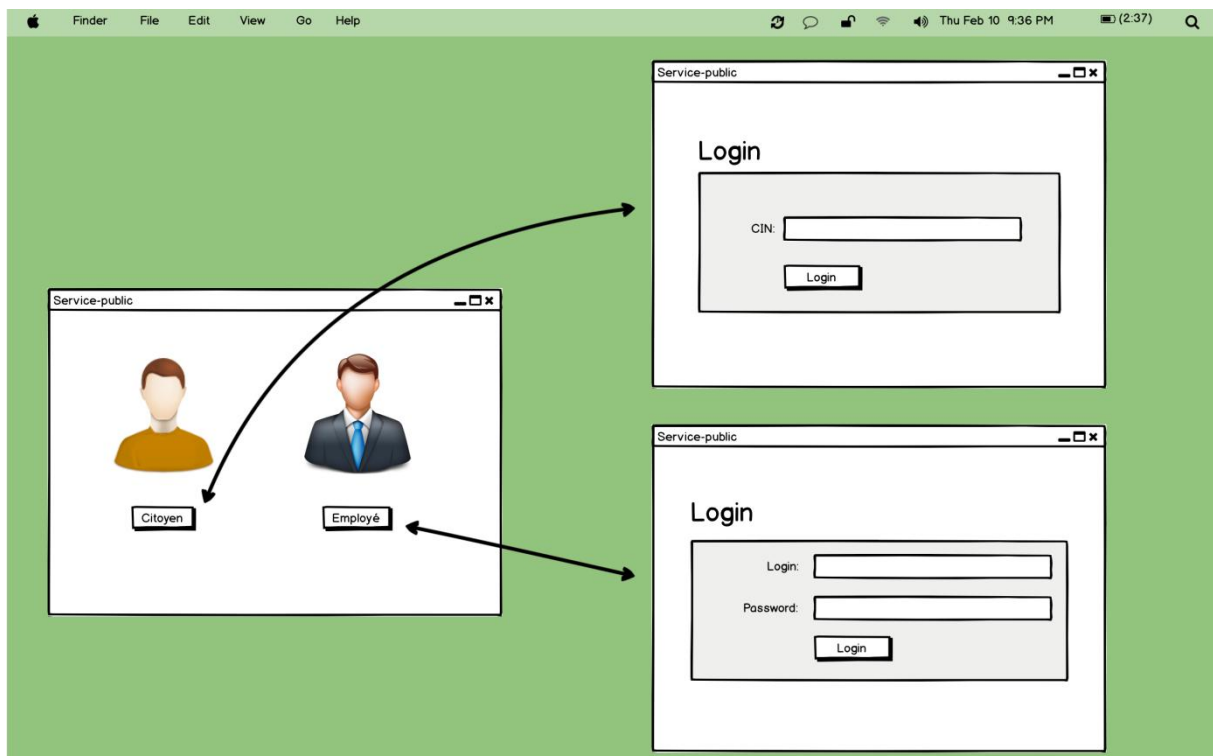 Finder File Edit View Go Help Thu Feb 10 9:36 PM (2:37)
Service-public
Login
CIN:
Login
Service-public
Citoyen Employé
Service-public
Login
Login:
Password:
Login